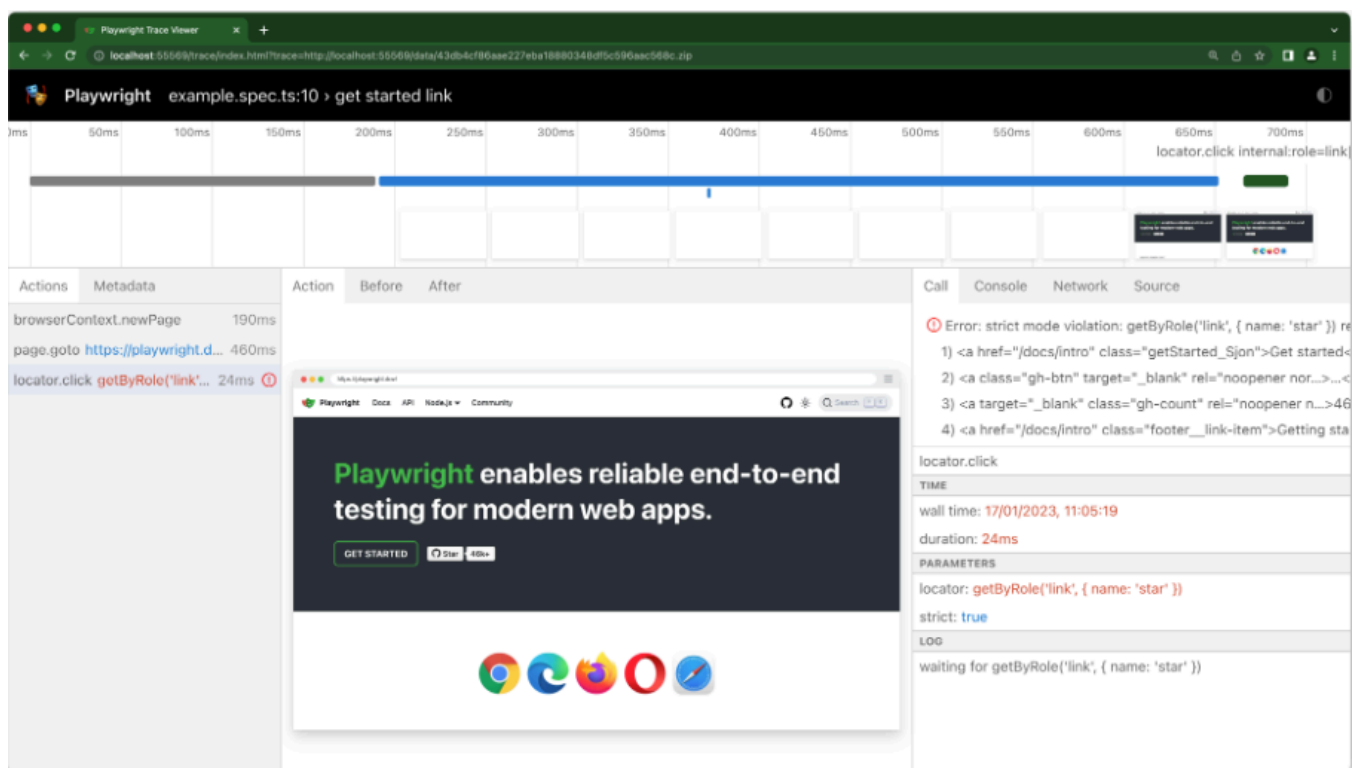 Playwright Trace Viewer
localhost:55569/trace/index.html?trace=http://localhost:55569/data/43db4cf86aae227eba18880348df5c596aac568c.zip
Playwright example.spec.ts:10 › get started link
0ms 50ms 100ms 150ms 200ms 250ms 300ms 350ms 400ms 450ms 500ms 550ms 600ms 650ms 700ms
locator.click internal:role=link[
Actions Metadata
browserContext.newPage 190ms
page.goto https://playwright.d... 460ms
locator.click getByRole('link'... 24ms
Action Before After
https://playwright.dev/
Playwright Docs API Node.js Community Search
Playwright enables reliable end-to-end
testing for modern web apps.
GET STARTED Star 46k+
Call Console Network Source
Error: strict mode violation: getByRole('link', { name: 'star' }) re
1) <a href="/docs/intro" class="getStarted_Sjon">Get started<
2) <a class="gh-btn" target="_blank" rel="noopener nor...>...<
3) <a target="_blank" class="gh-count" rel="noopener n...>46
4) <a href="/docs/intro" class="footer__link-item">Getting sta
locator.click
TIME
wall time: 17/01/2023, 11:05:19
duration: 24ms
PARAMETERS
locator: getByRole('link', { name: 'star' })
strict: true
LOG
waiting for getByRole('link', { name: 'star' })